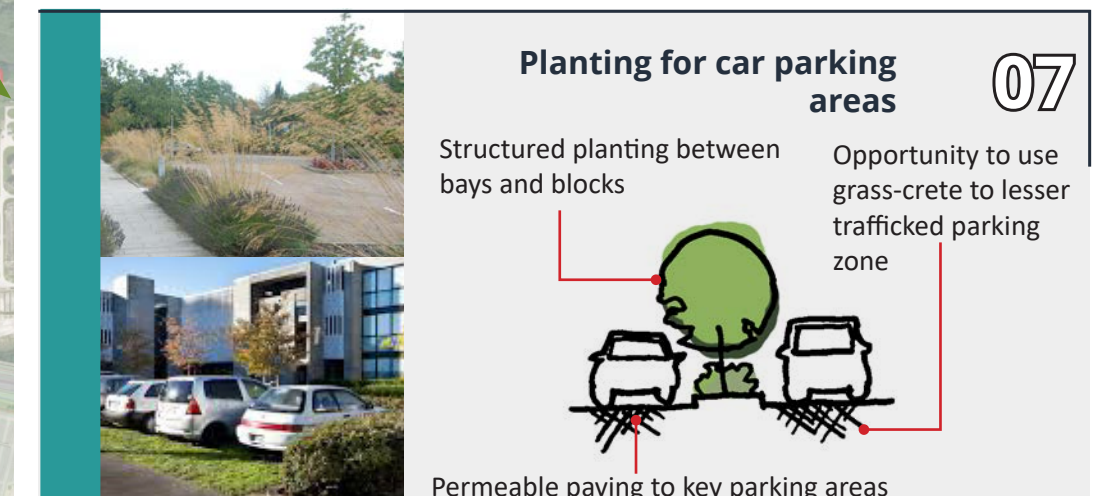 Planting for car parking
areas
07
Structured planting between
bays and blocks
Opportunity to use
grass-crete to lesser
trafficked parking
zone
Permeable paving to key parking areas